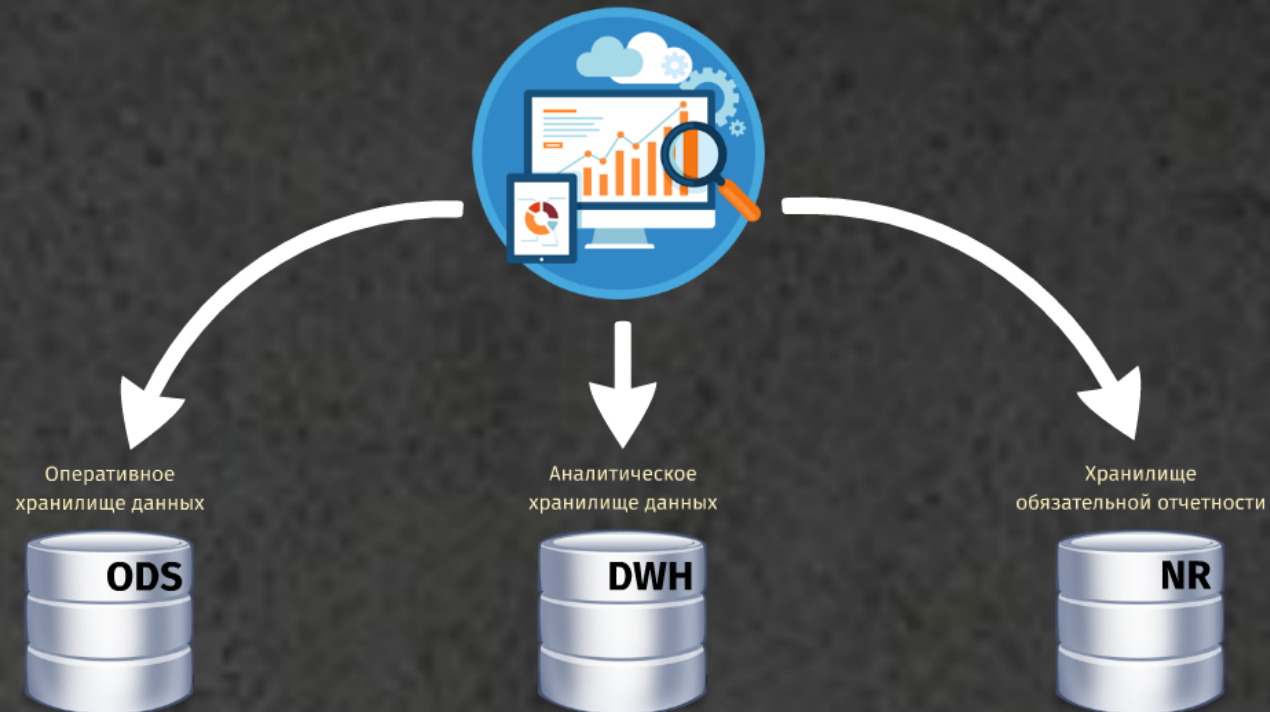 Оперативное
хранилище данных
ODS
Аналитическое
хранилище данных
DWH
Хранилище
обязательной отчетности
NR